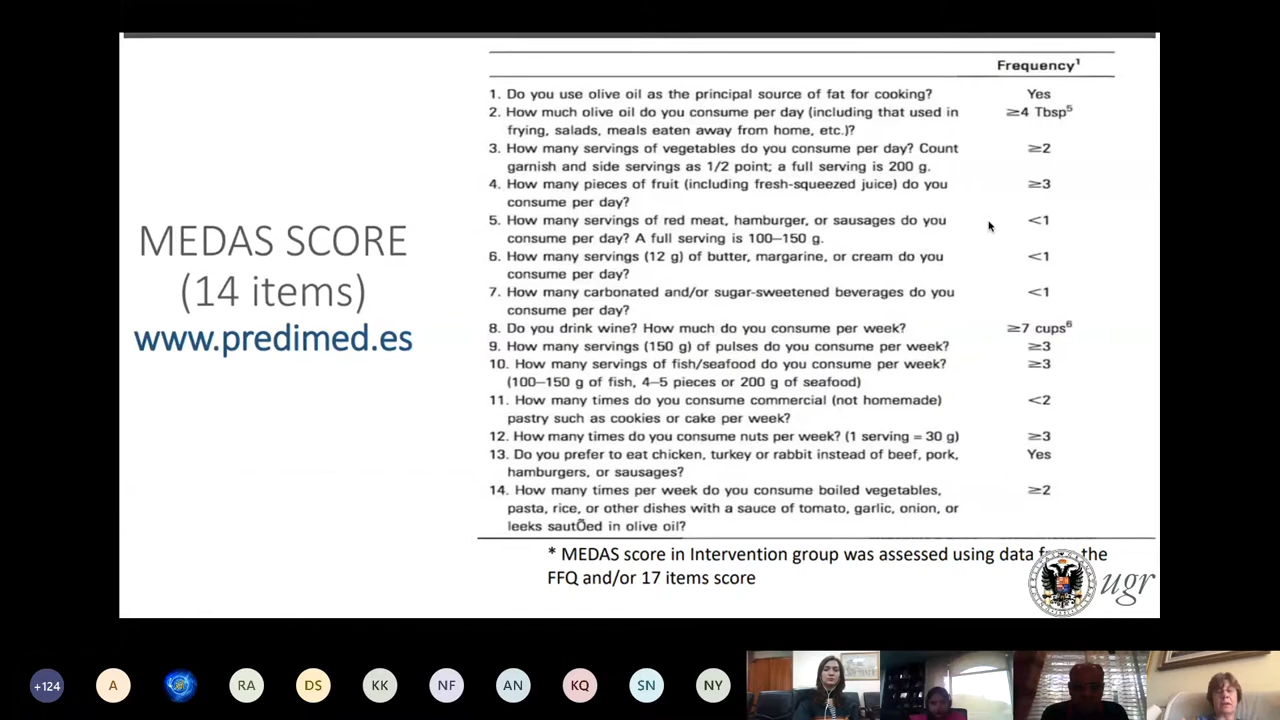 Frequency¹
1. Do you use olive oil as the principal source of fat for cooking? Yes
2. How much olive oil do you consume per day (including that used in ≥4 Tbsp⁵
frying, salads, meals eaten away from home, etc.)?
3. How many servings of vegetables do you consume per day? Count ≥2
garnish and side servings as 1/2 point; a full serving is 200 g.
4. How many pieces of fruit (including fresh-squeezed juice) do you ≥3
consume per day?
5. How many servings of red meat, hamburger, or sausages do you <1
consume per day? A full serving is 100–150 g.
6. How many servings (12 g) of butter, margarine, or cream do you <1
consume per day?
7. How many carbonated and/or sugar-sweetened beverages do you <1
consume per day?
8. Do you drink wine? How much do you consume per week? ≥7 cups⁶
9. How many servings (150 g) of pulses do you consume per week? ≥3
10. How many servings of fish/seafood do you consume per week? ≥3
(100–150 g of fish, 4–5 pieces or 200 g of seafood)
11. How many times do you consume commercial (not homemade) <2
pastry such as cookies or cake per week?
12. How many times do you consume nuts per week? (1 serving = 30 g) ≥3
13. Do you prefer to eat chicken, turkey or rabbit instead of beef, pork, Yes
hamburgers, or sausages?
14. How many times per week do you consume boiled vegetables, ≥2
pasta, rice, or other dishes with a sauce of tomato, garlic, onion, or
leeks sautÕed in olive oil?
MEDAS SCORE
(14 items)
www.predimed.es
* MEDAS score in Intervention group was assessed using data the
FFQ and/or 17 items score
ugr
+124
A
RA
DS
KK
NF
AN
KQ
SN
NY